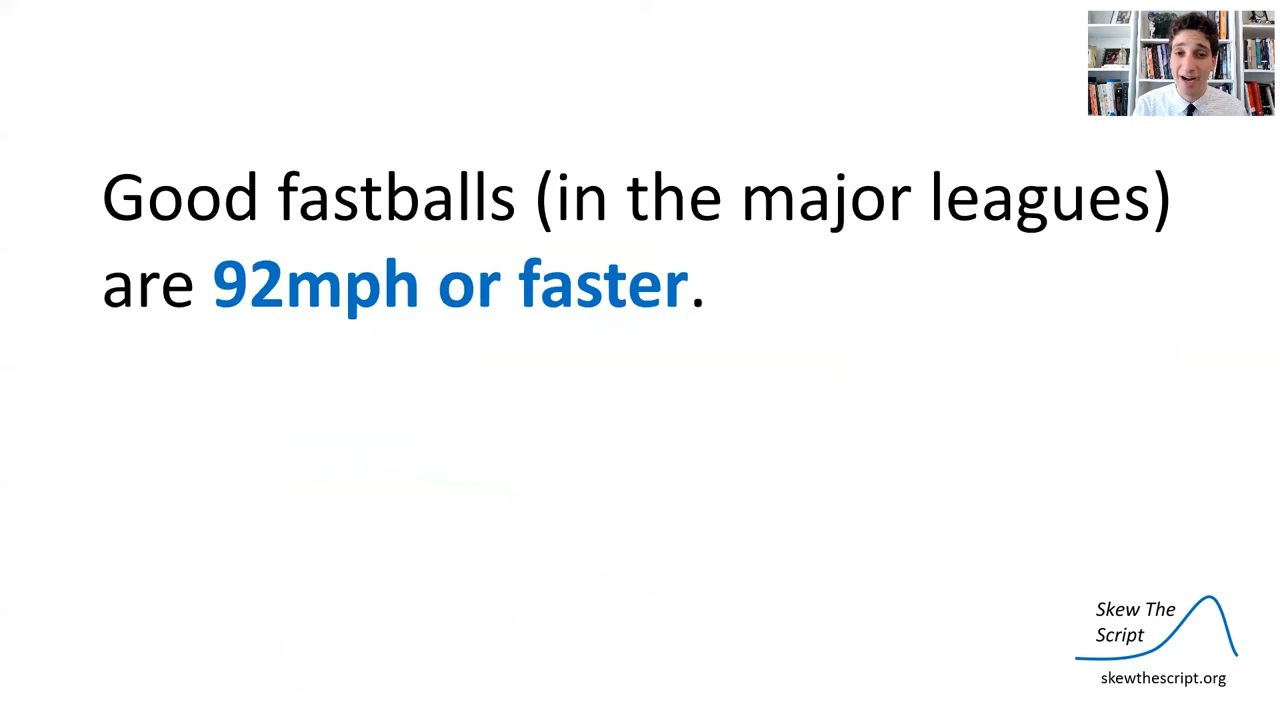 Good fastballs (in the major leagues)
are 92mph or faster.
Skew The
Script
skewthescript.org